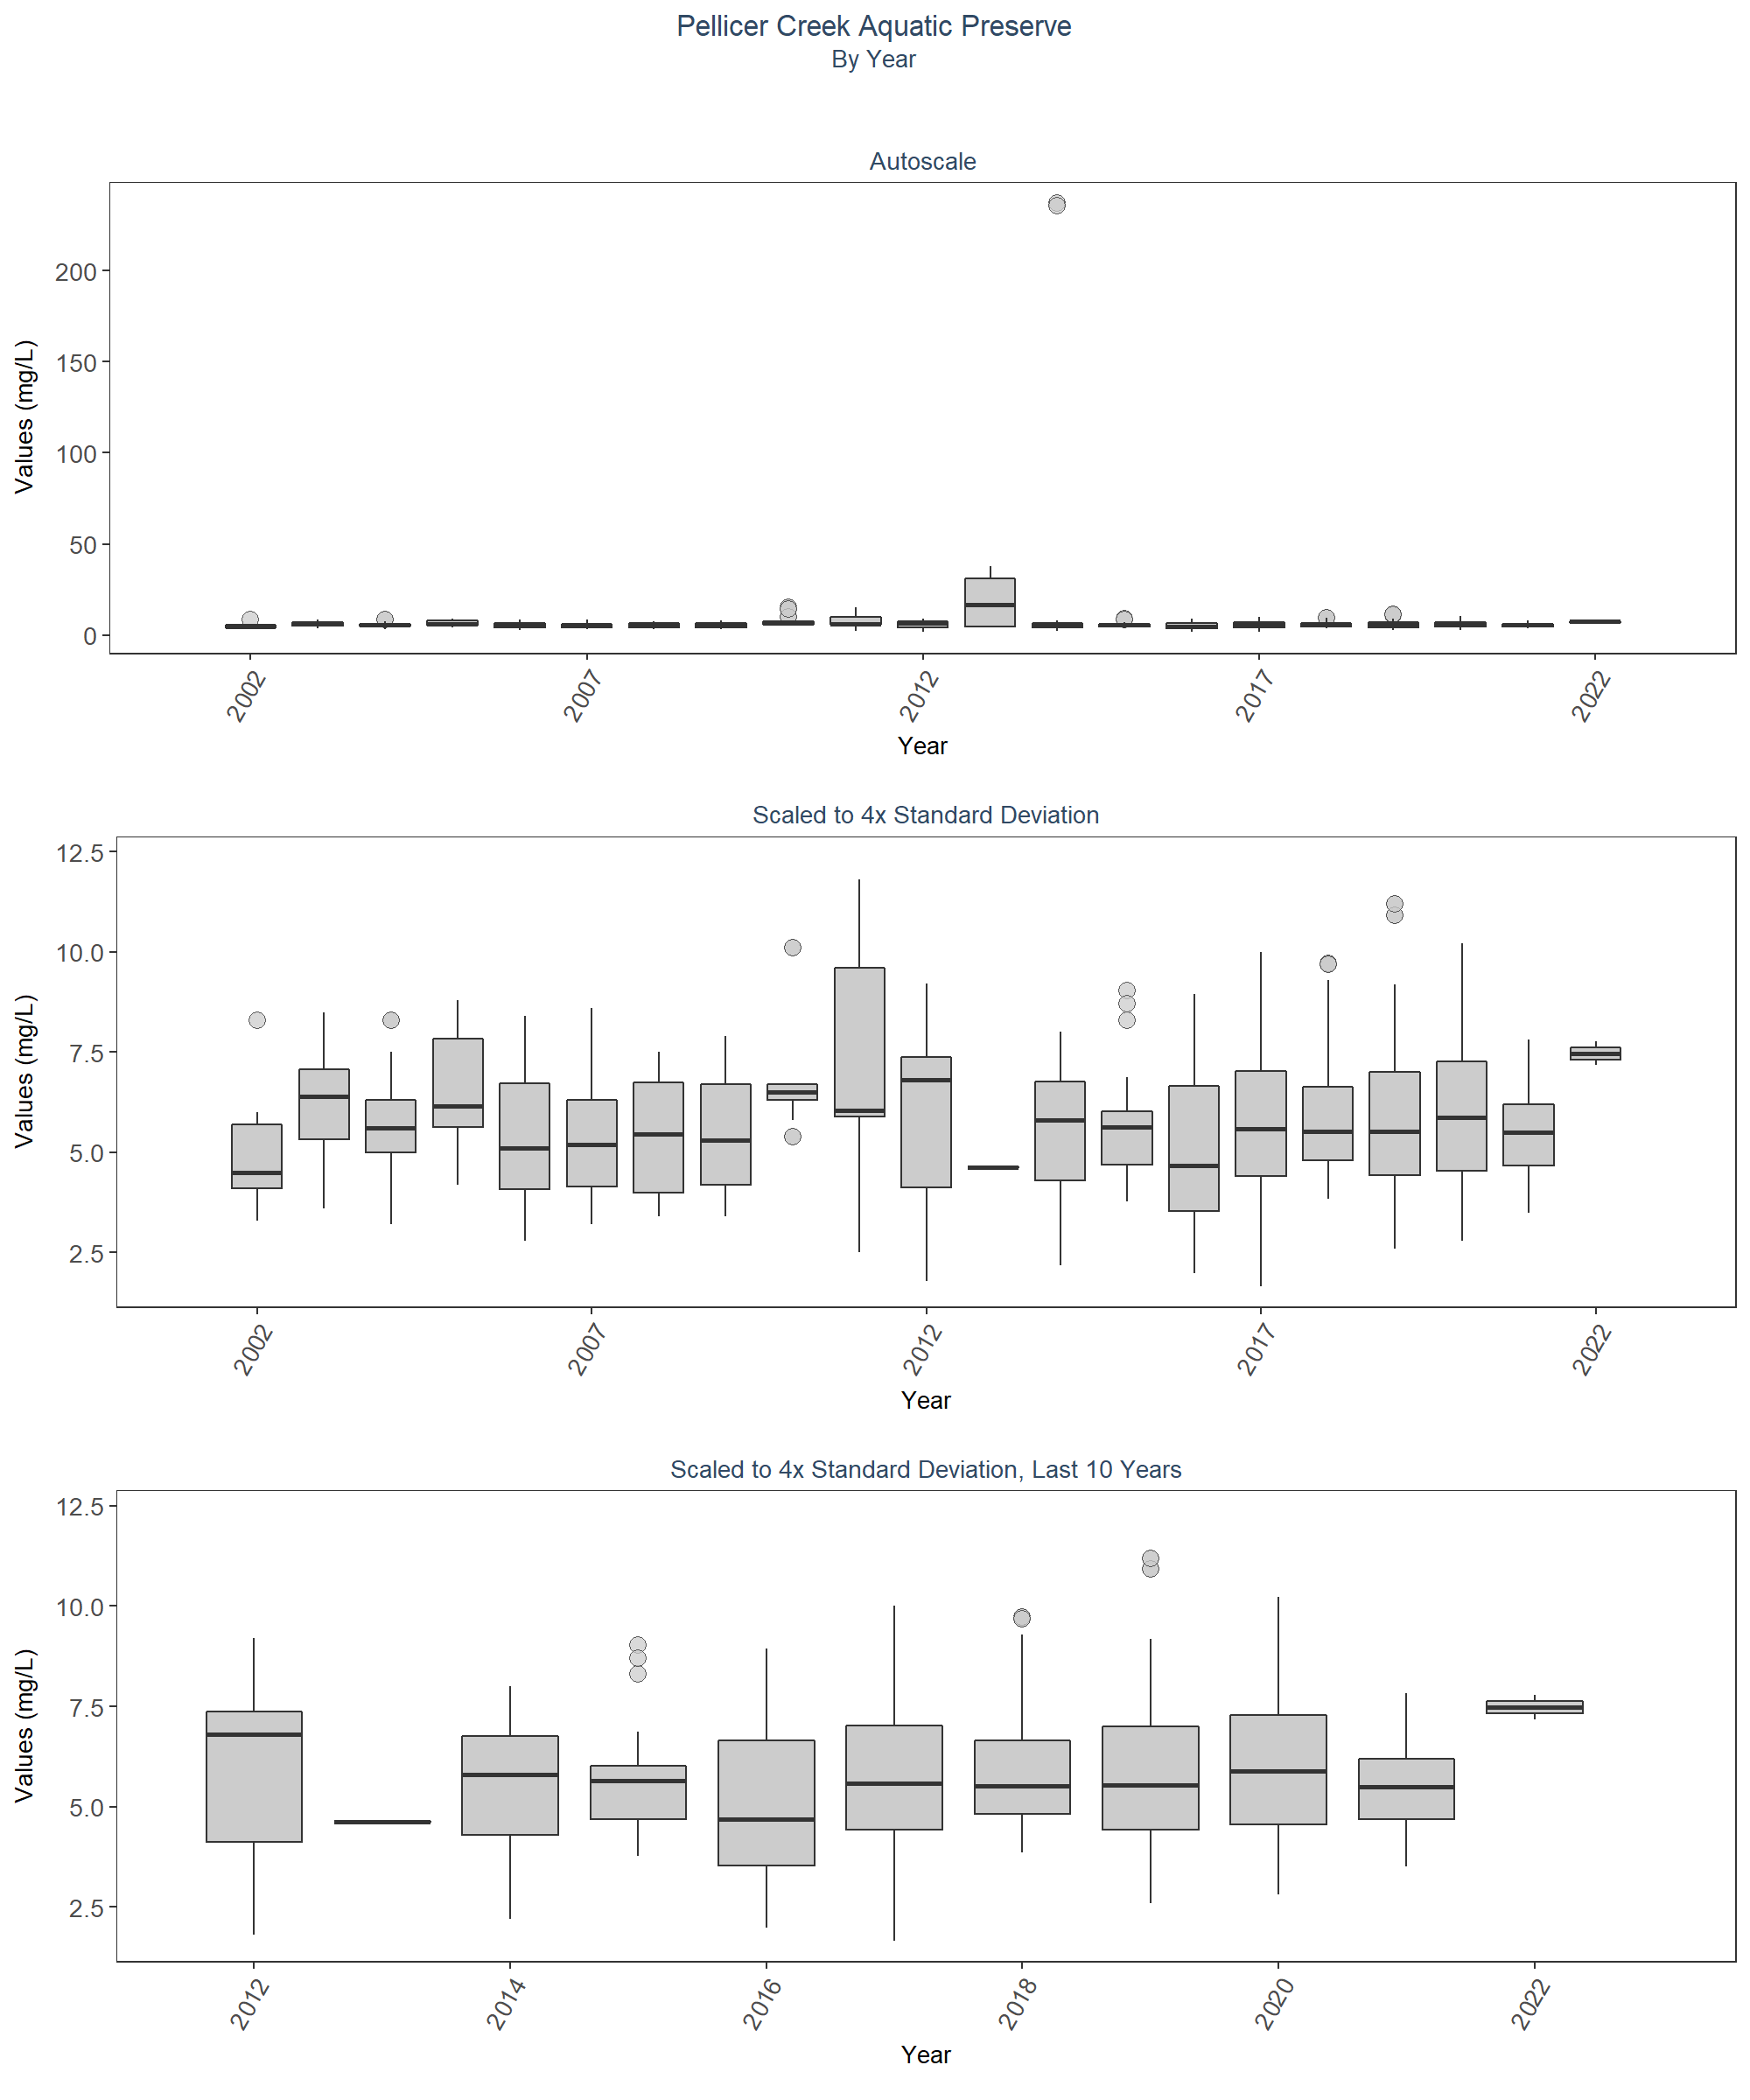 Pellicer Creek Aquatic Preserve
By Year
Autoscale
Values (mg/L)
200
150
100
50
0
2002 2007 2012 2017 2022
Year
Scaled to 4x Standard Deviation
Values (mg/L)
12.5
10.0
7.5
5.0
2.5
2002 2007 2012 2017 2022
Year
Scaled to 4x Standard Deviation, Last 10 Years
Values (mg/L)
12.5
10.0
7.5
5.0
2.5
2012 2014 2016 2018 2020 2022
Year